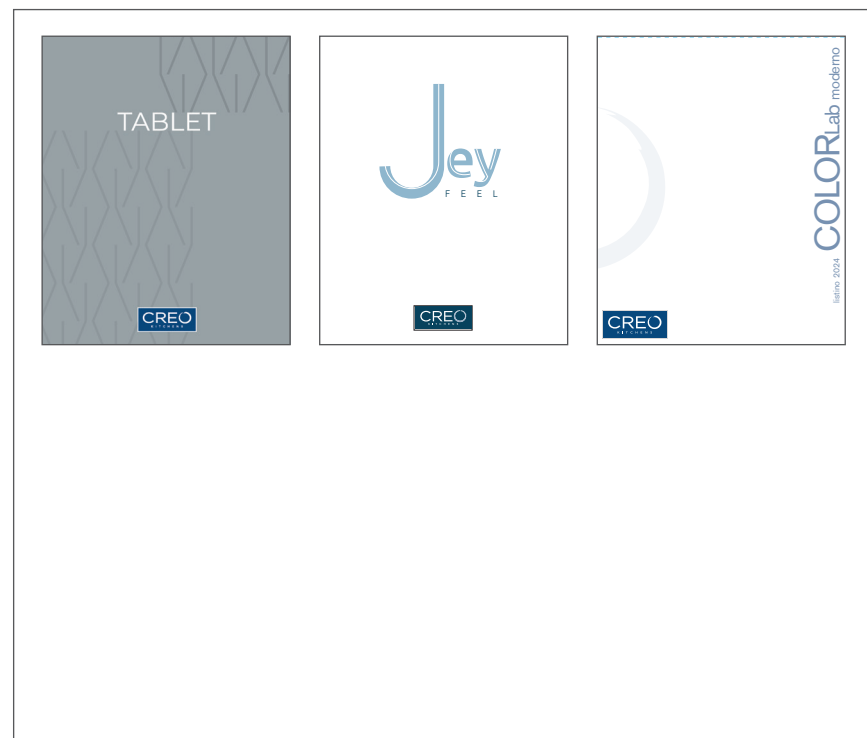 TABLET
CREO
KITCHENS
Jey
FEEL
CREO
KITCHENS
listino 2024 COLORLab moderno
CREO
KITCHENS